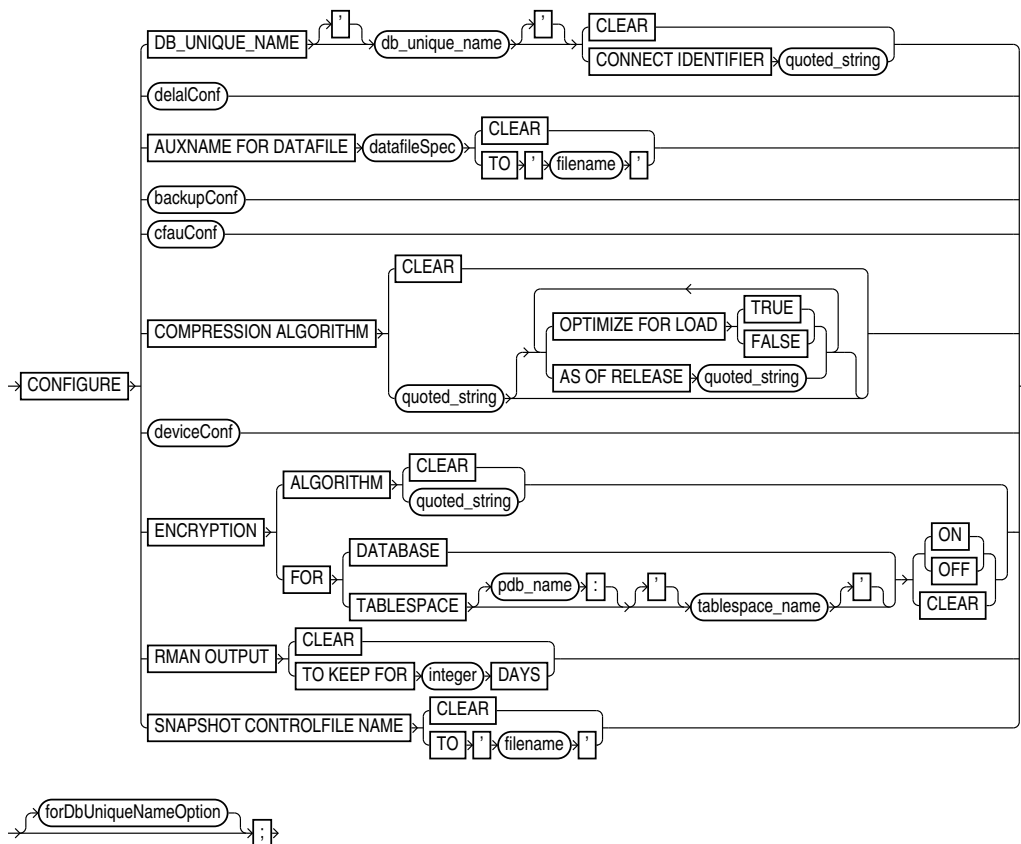 CONFIGURE
DB_UNIQUE_NAME ' db_unique_name ' CLEAR
CONNECT IDENTIFIER quoted_string
delalConf
AUXNAME FOR DATAFILE datafileSpec CLEAR
TO ' filename '
backupConf
cfauConf
COMPRESSION ALGORITHM CLEAR
quoted_string OPTIMIZE FOR LOAD TRUE
FALSE
AS OF RELEASE quoted_string
deviceConf
ENCRYPTION ALGORITHM CLEAR
quoted_string
FOR DATABASE
TABLESPACE pdb_name : ' tablespace_name '
ON
OFF
CLEAR
RMAN OUTPUT CLEAR
TO KEEP FOR integer DAYS
SNAPSHOT CONTROLFILE NAME CLEAR
TO ' filename '
forDbUniqueNameOption
;